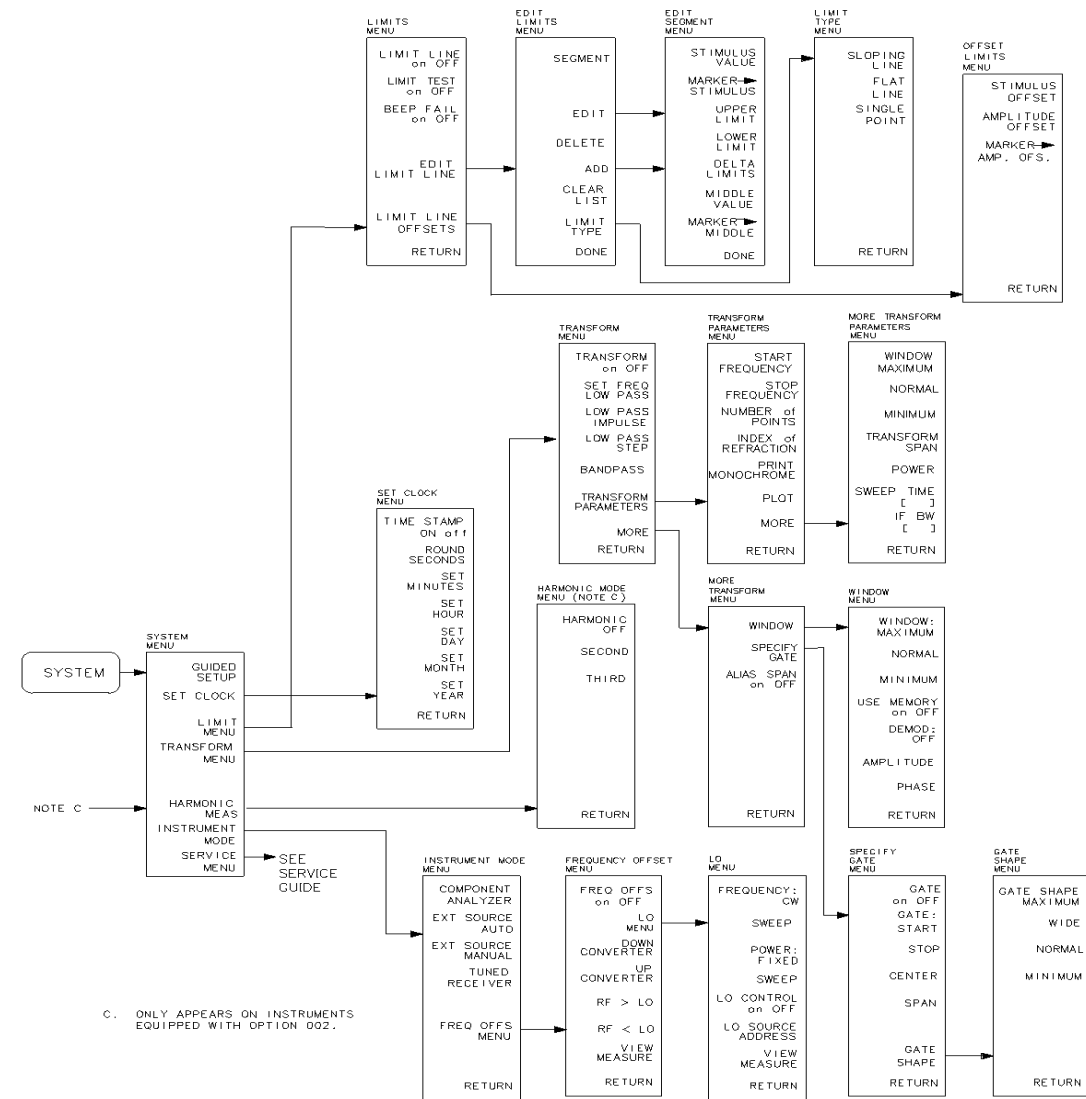 LIMITS
MENU
LIMIT LINE
on OFF
LIMIT TEST
on OFF
BEEP FAIL
on OFF
EDIT
LIMIT LINE
LIMIT LINE
OFFSETS
RETURN
EDIT
LIMITS
MENU
SEGMENT
EDIT
DELETE
ADD
CLEAR
LIST
LIMIT
TYPE
DONE
EDIT
SEGMENT
MENU
STIMULUS
VALUE
MARKER→
STIMULUS
UPPER
LIMIT
LOWER
LIMIT
DELTA
LIMITS
MIDDLE
VALUE
MARKER→
MIDDLE
DONE
LIMIT
TYPE
MENU
SLOPING
LINE
FLAT
LINE
SINGLE
POINT
RETURN
OFFSET
LIMITS
MENU
STIMULUS
OFFSET
AMPLITUDE
OFFSET
MARKER→
AMP. OFS.
RETURN
TRANSFORM
MENU
TRANSFORM
on OFF
SET FREQ
LOW PASS
LOW PASS
IMPULSE
LOW PASS
STEP
BANDPASS
TRANSFORM
PARAMETERS
MORE
RETURN
TRANSFORM
PARAMETERS
MENU
START
FREQUENCY
STOP
FREQUENCY
NUMBER of
POINTS
INDEX of
REFRACTION
PRINT
MONOCHROME
PLOT
MORE
RETURN
MORE TRANSFORM
PARAMETERS
MENU
WINDOW
MAXIMUM
NORMAL
MINIMUM
TRANSFORM
SPAN
POWER
SWEEP TIME
[ ]
IF BW
[ ]
RETURN
SET CLOCK
MENU
TIME STAMP
ON off
ROUND
SECONDS
SET
MINUTES
SET
HOUR
SET
DAY
SET
MONTH
SET
YEAR
RETURN
HARMONIC MODE
MENU (NOTE C)
HARMONIC
OFF
SECOND
THIRD
RETURN
MORE
TRANSFORM
MENU
WINDOW
SPECIFY
GATE
ALIAS SPAN
on OFF
RETURN
WINDOW
MENU
WINDOW:
MAXIMUM
NORMAL
MINIMUM
USE MEMORY
on OFF
DEMOD:
OFF
AMPLITUDE
PHASE
RETURN
SYSTEM
SYSTEM
MENU
GUIDED
SETUP
SET CLOCK
LIMIT
MENU
TRANSFORM
MENU
NOTE C
HARMONIC
MEAS
INSTRUMENT
MODE
SERVICE
MENU
SEE
SERVICE
GUIDE
INSTRUMENT MODE
MENU
COMPONENT
ANALYZER
EXT SOURCE
AUTO
EXT SOURCE
MANUAL
TUNED
RECEIVER
FREQ OFFS
MENU
RETURN
FREQUENCY OFFSET
MENU
FREQ OFFS
on OFF
LO
MENU
DOWN
CONVERTER
UP
CONVERTER
RF > LO
RF < LO
VIEW
MEASURE
RETURN
LO
MENU
FREQUENCY:
CW
SWEEP
POWER:
FIXED
SWEEP
LO CONTROL
on OFF
LO SOURCE
ADDRESS
VIEW
MEASURE
RETURN
SPECIFY
GATE
MENU
GATE
on OFF
GATE:
START
STOP
CENTER
SPAN
GATE
SHAPE
RETURN
GATE
SHAPE
MENU
GATE SHAPE
MAXIMUM
WIDE
NORMAL
MINIMUM
RETURN
C. ONLY APPEARS ON INSTRUMENTS
EQUIPPED WITH OPTION 002.